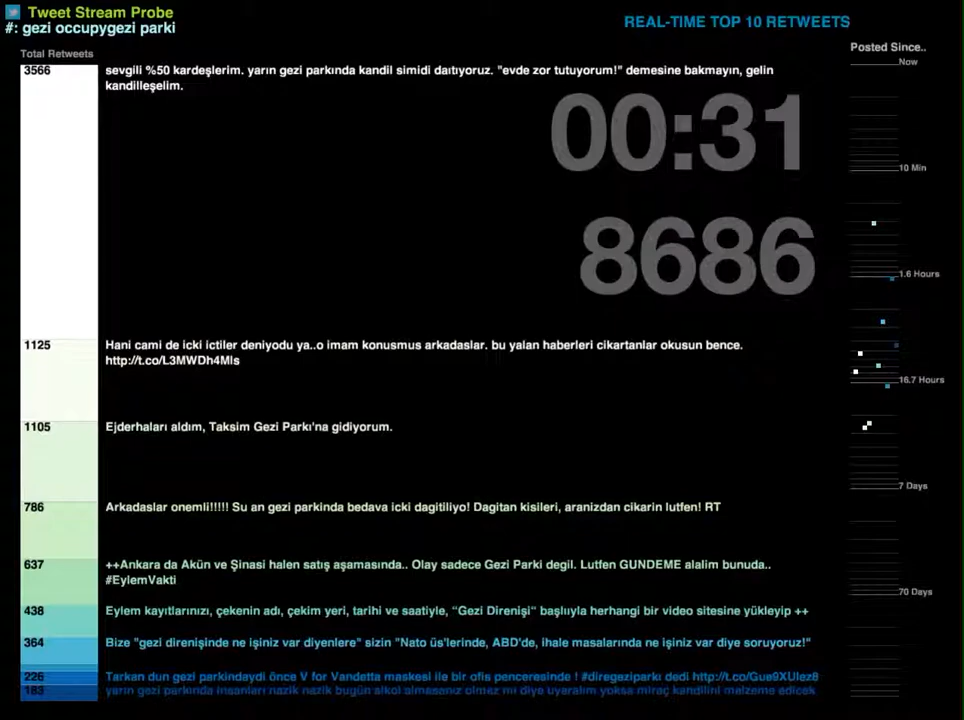 Tweet Stream Probe
#: gezi occupygezi parki
REAL-TIME TOP 10 RETWEETS
Total Retweets
Posted Since..
Now
3566
sevgili %50 kardeşlerim. yarın gezi parkında kandil simidi daıtıyoruz. "evde zor tutuyorum!" demesine bakmayın, gelin
kandilleşelim.
00:31
10 Min
8686
1.6 Hours
1125
Hani cami de icki ictiler deniyodu ya..o imam konusmus arkadaslar. bu yalan haberleri cikartanlar okusun bence.
http://t.co/L3MWDh4Mls
16.7 Hours
1105
Ejderhaları aldım, Taksim Gezi Parkı'na gidiyorum.
7 Days
786
Arkadaslar onemli!!!!! Su an gezi parkinda bedava icki dagitiliyo! Dagitan kisileri, aranizdan cikarin lutfen! RT
637
++Ankara da Akün ve Şinasi halen satış aşamasında.. Olay sadece Gezi Parki degil. Lutfen GUNDEME alalim bunuda..
#EylemVakti
70 Days
438
Eylem kayıtlarınızı, çekenin adı, çekim yeri, tarihi ve saatiyle, “Gezi Direnişi“ başlııyla herhangi bir video sitesine yükleyip ++
364
Bize "gezi direnişinde ne işiniz var diyenlere" sizin "Nato üs'lerinde, ABD'de, ihale masalarında ne işiniz var diye soruyoruz!"
226
Tarkan dun gezi parkindaydi önce V for Vandetta maskesi ile bir ofis penceresinde ! #diregeziparkı dedi http://t.co/Gue9XUlez8
183
yarın gezi parkında insanları nazik nazik bugün alkol almasanız olmaz mı diye uyaralım yoksa miraç kandilini malzeme edicek